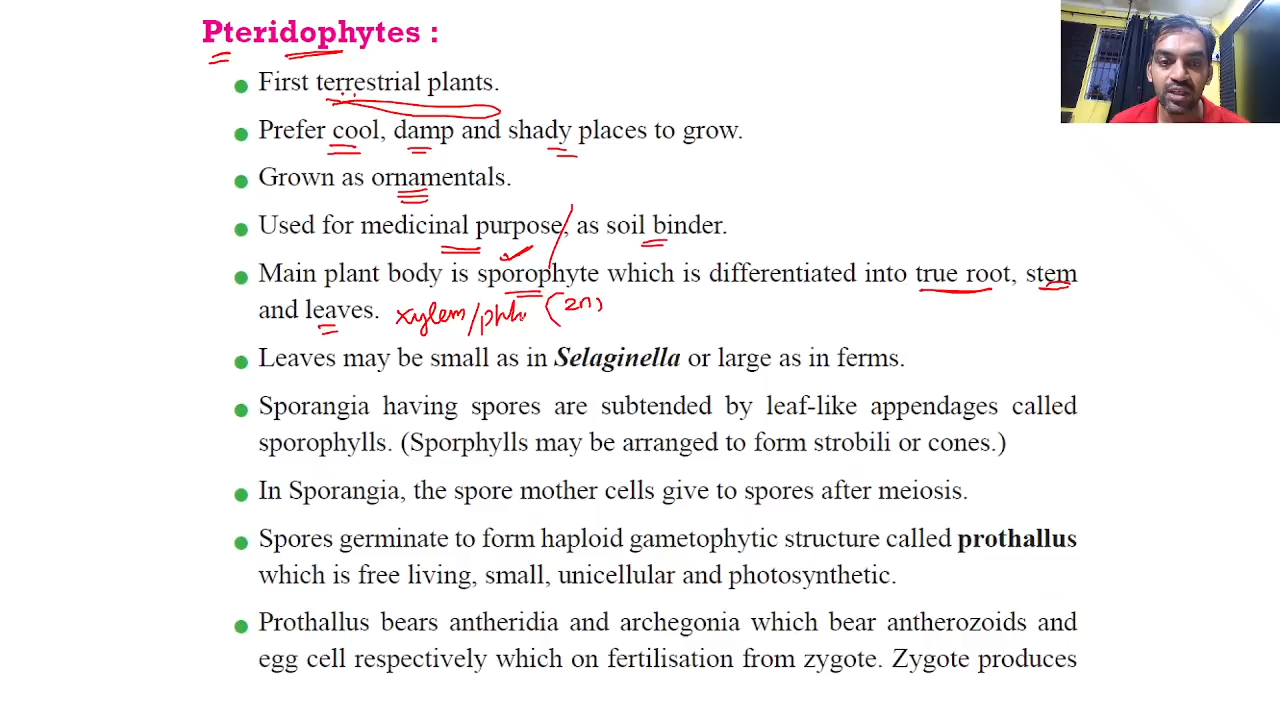 Pteridophytes :
First terrestrial plants.
Prefer cool, damp and shady places to grow.
Grown as ornamentals.
Used for medicinal purpose, as soil binder.
Main plant body is sporophyte which is differentiated into true root, stem
and leaves. xylem/phlo (2n)
Leaves may be small as in Selaginella or large as in ferms.
Sporangia having spores are subtended by leaf-like appendages called
sporophylls. (Sporphylls may be arranged to form strobili or cones.)
In Sporangia, the spore mother cells give to spores after meiosis.
Spores germinate to form haploid gametophytic structure called prothallus
which is free living, small, unicellular and photosynthetic.
Prothallus bears antheridia and archegonia which bear antherozoids and
egg cell respectively which on fertilisation from zygote. Zygote produces